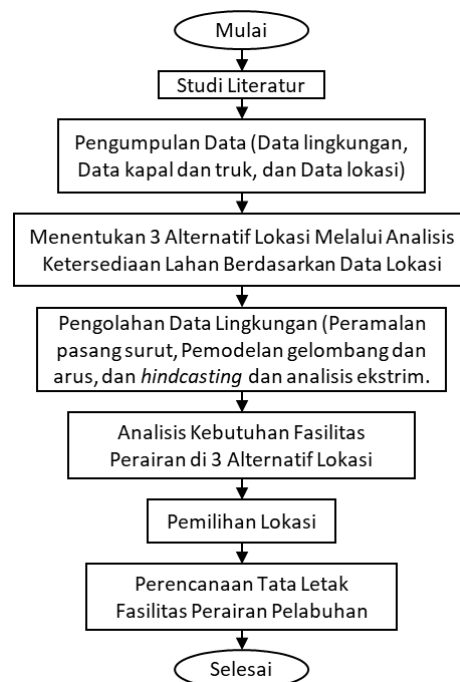 Mulai
Studi Literatur
Pengumpulan Data (Data lingkungan,
Data kapal dan truk, dan Data lokasi)
Menentukan 3 Alternatif Lokasi Melalui Analisis
Ketersediaan Lahan Berdasarkan Data Lokasi
Pengolahan Data Lingkungan (Peramalan
pasang surut, Pemodelan gelombang dan
arus, dan hindcasting dan analisis ekstrim.
Analisis Kebutuhan Fasilitas
Perairan di 3 Alternatif Lokasi
Pemilihan Lokasi
Perencanaan Tata Letak
Fasilitas Perairan Pelabuhan
Selesai